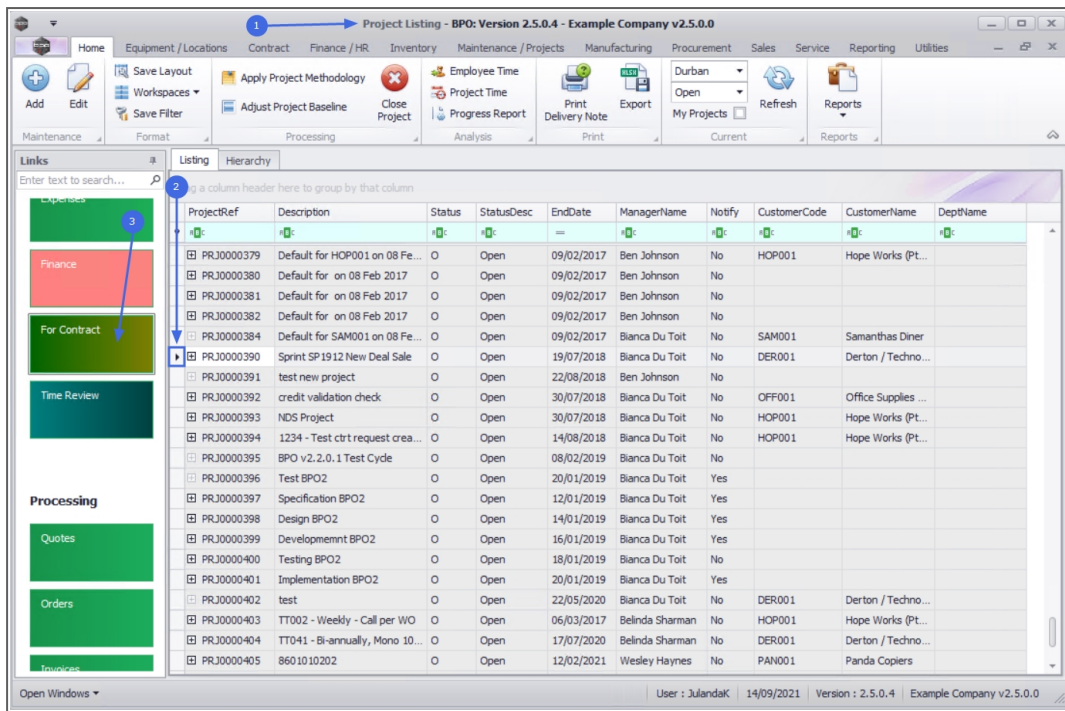 1
Project Listing - BPO: Version 2.5.0.4 - Example Company v2.5.0.0
Home Equipment / Locations Contract Finance / HR Inventory Maintenance / Projects Manufacturing Procurement Sales Service Reporting Utilities
Add
Edit
Maintenance
Save Layout
Workspaces
Save Filter
Format
Apply Project Methodology
Adjust Project Baseline
Close Project
Processing
Employee Time
Project Time
Progress Report
Analysis
Print Delivery Note
Export
Print
Durban
Open
My Projects
Refresh
Current
Reports
Reports
Links
Enter text to search...
Expenses
3
Finance
For Contract
Time Review
Processing
Quotes
Orders
Invoices
Listing Hierarchy
2
a column header here to group by that column
ProjectRef Description Status StatusDesc EndDate ManagerName Notify CustomerCode CustomerName DeptName
PRJ0000379 Default for HOP001 on 08 Fe... O Open 09/02/2017 Ben Johnson No HOP001 Hope Works (Pt...
PRJ0000380 Default for on 08 Feb 2017 O Open 09/02/2017 Ben Johnson No
PRJ0000381 Default for on 08 Feb 2017 O Open 09/02/2017 Ben Johnson No
PRJ0000382 Default for on 08 Feb 2017 O Open 09/02/2017 Ben Johnson No
PRJ0000384 Default for SAM001 on 08 Fe... O Open 09/02/2017 Bianca Du Toit No SAM001 Samanthas Diner
PRJ0000390 Sprint SP1912 New Deal Sale O Open 19/07/2018 Bianca Du Toit No DER001 Derton / Techno...
PRJ0000391 test new project O Open 22/08/2018 Ben Johnson No
PRJ0000392 credit validation check O Open 30/07/2018 Bianca Du Toit No OFF001 Office Supplies ...
PRJ0000393 NDS Project O Open 30/07/2018 Bianca Du Toit No HOP001 Hope Works (Pt...
PRJ0000394 1234 - Test ctrt request crea... O Open 14/08/2018 Bianca Du Toit No HOP001 Hope Works (Pt...
PRJ0000395 BPO v2.2.0.1 Test Cycle O Open 08/02/2019 Bianca Du Toit No
PRJ0000396 Test BPO2 O Open 20/01/2019 Bianca Du Toit Yes
PRJ0000397 Specification BPO2 O Open 12/01/2019 Bianca Du Toit Yes
PRJ0000398 Design BPO2 O Open 14/01/2019 Bianca Du Toit Yes
PRJ0000399 Developmemnt BPO2 O Open 16/01/2019 Bianca Du Toit Yes
PRJ0000400 Testing BPO2 O Open 18/01/2019 Bianca Du Toit No
PRJ0000401 Implementation BPO2 O Open 20/01/2019 Bianca Du Toit Yes
PRJ0000402 test O Open 22/05/2020 Bianca Du Toit No DER001 Derton / Techno...
PRJ0000403 TT002 - Weekly - Call per WO O Open 06/03/2017 Belinda Sharman No HOP001 Hope Works (Pt...
PRJ0000404 TT041 - Bi-annually, Mono 10... O Open 17/07/2020 Belinda Sharman No DER001 Derton / Techno...
PRJ0000405 8601010202 O Open 12/02/2021 Wesley Haynes No PAN001 Panda Copiers
Open Windows User : JulandaK 14/09/2021 Version : 2.5.0.4 Example Company v2.5.0.0